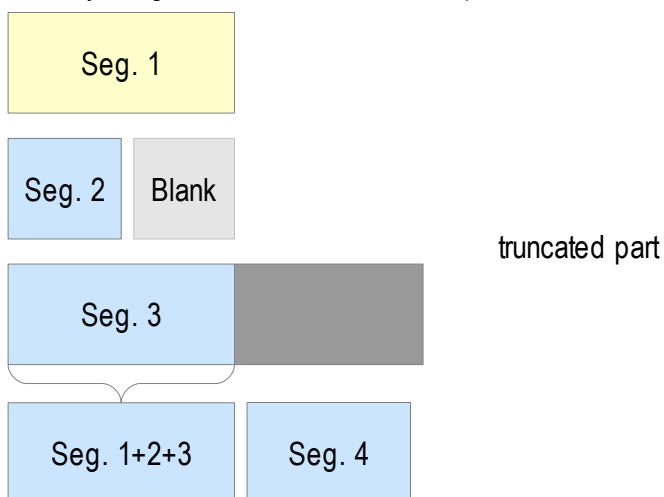 Seg. 1
Seg. 2 Blank
truncated part
Seg. 3
Seg. 1+2+3 Seg. 4